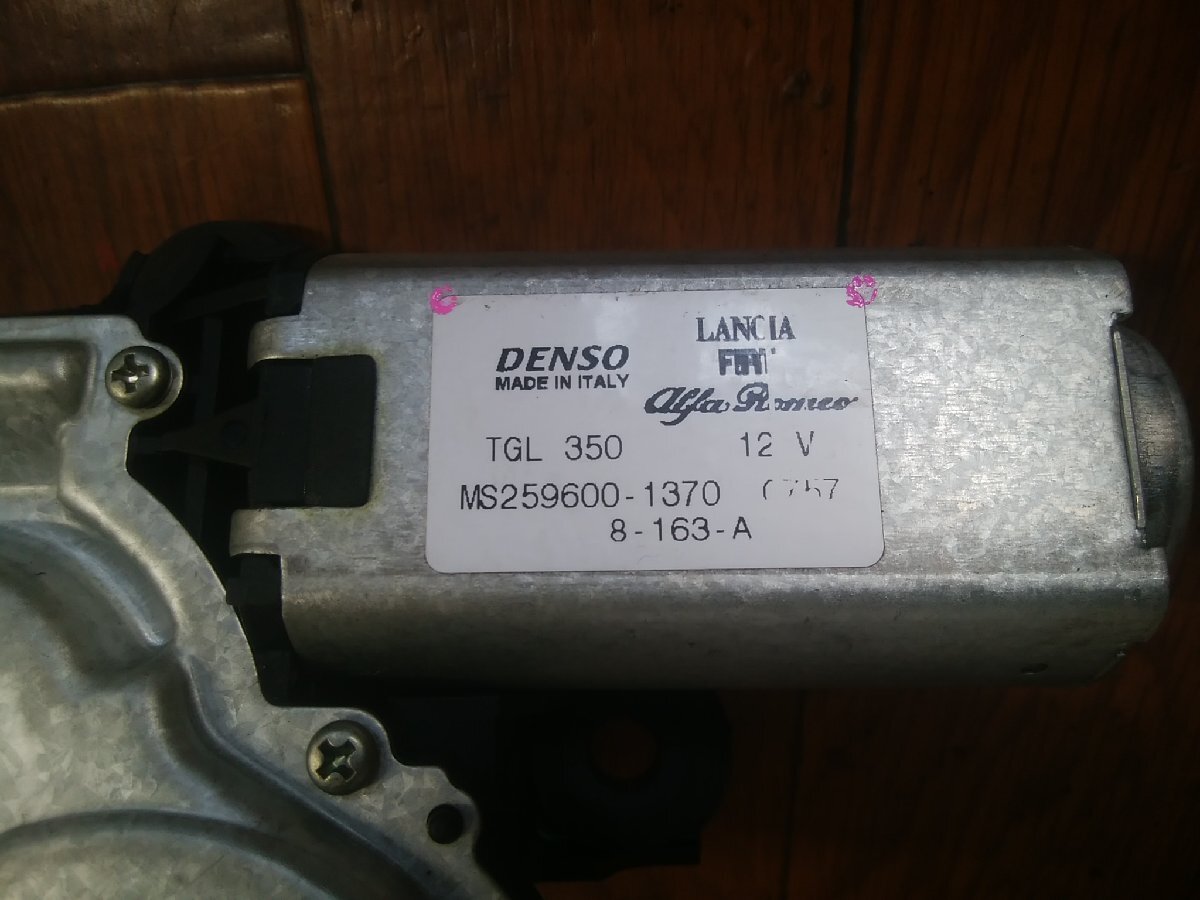 DENSO
MADE IN ITALY
LANCIA
FIAT
Alfa Romeo
TGL 350 12 V
MS259600-1370
8-163-A